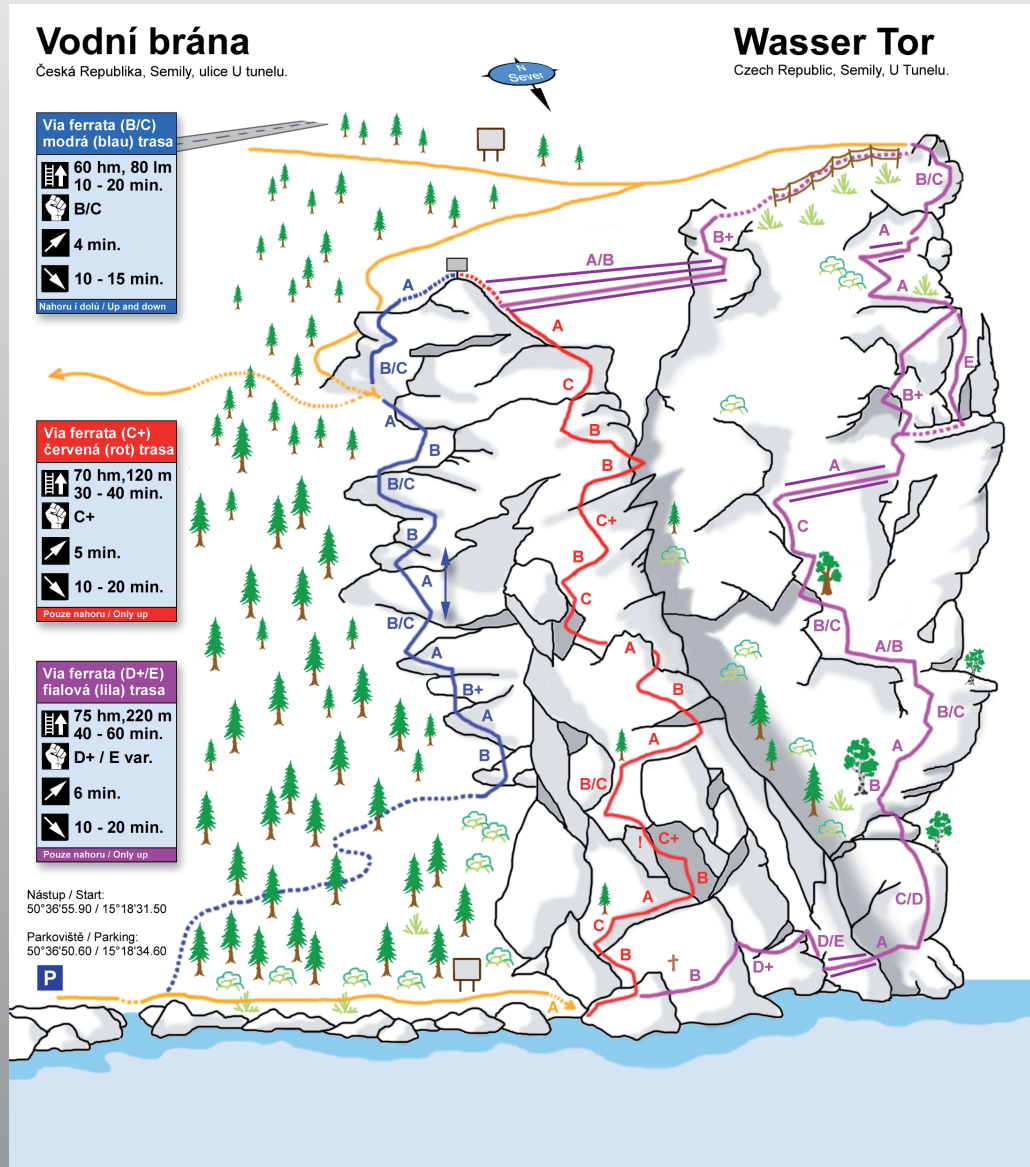 Vodní brána
Česká Republika, Semily, ulice U tunelu.
Wasser Tor
Czech Republic, Semily, U Tunelu.
N
Sever
Via ferrata (B/C)
modrá (blau) trasa
60 hm, 80 lm
10 - 20 min.
B/C
4 min.
10 - 15 min.
Nahoru i dolů / Up and down
Via ferrata (C+)
červená (rot) trasa
70 hm,120 m
30 - 40 min.
C+
5 min.
10 - 20 min.
Pouze nahoru / Only up
Via ferrata (D+/E)
fialová (lila) trasa
75 hm,220 m
40 - 60 min.
D+ / E var.
6 min.
10 - 20 min.
Pouze nahoru / Only up
Nástup / Start:
50°36'55.90 / 15°18'31.50
Parkoviště / Parking:
50°36'50.60 / 15°18'34.60
P
A
B/C
A
B
B/C
B
A
B/C
A
B+
A
B
A
C
B
B
C+
B
C
A
B
A
B/C
! C+
B
A
C
B
A
A/B
B+
B/C
A
A
E
B+
A
C
B/C
A/B
B/C
A
B
C/D
A
D/E
D+
B